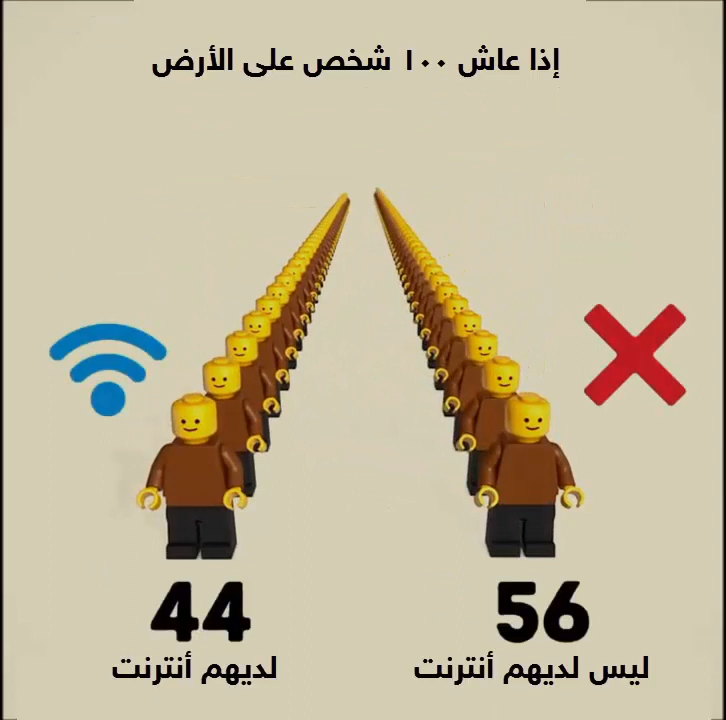 إذا عاش ١٠٠ شخص على الأرض
56
44
ليس لديهم أنترنت
لديهم أنترنت